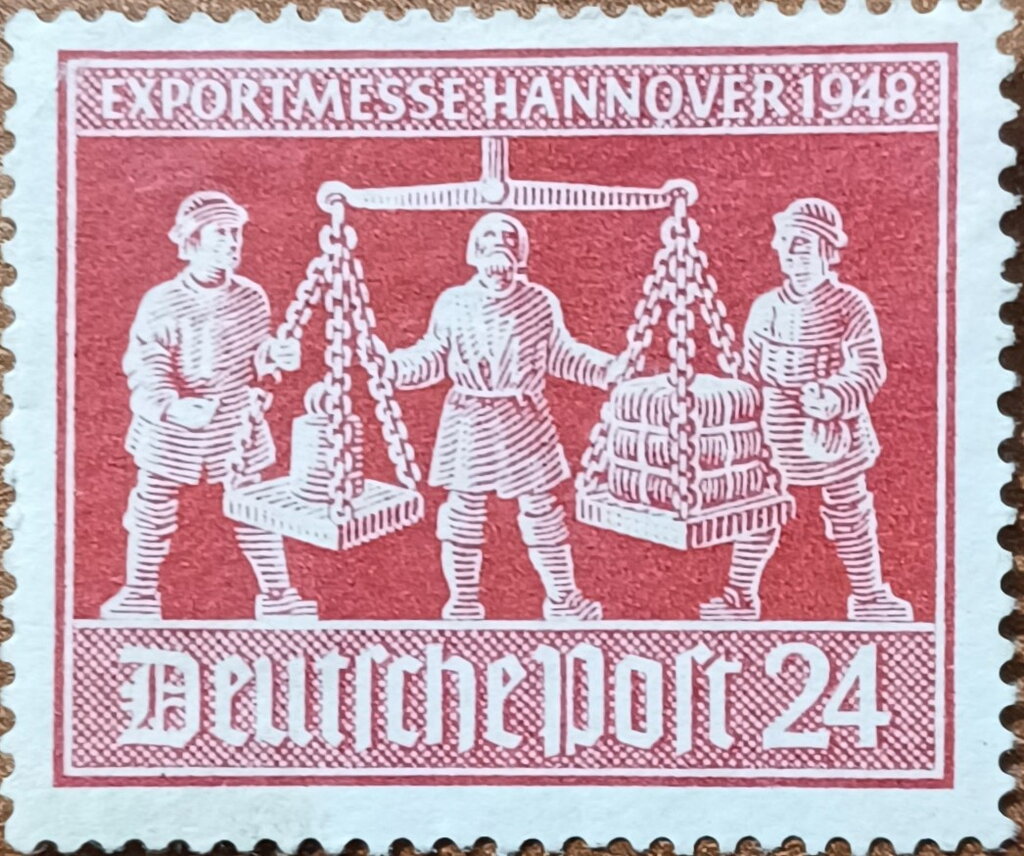 EXPORTMESSE HANNOVER 1948
Deutsche Post 24